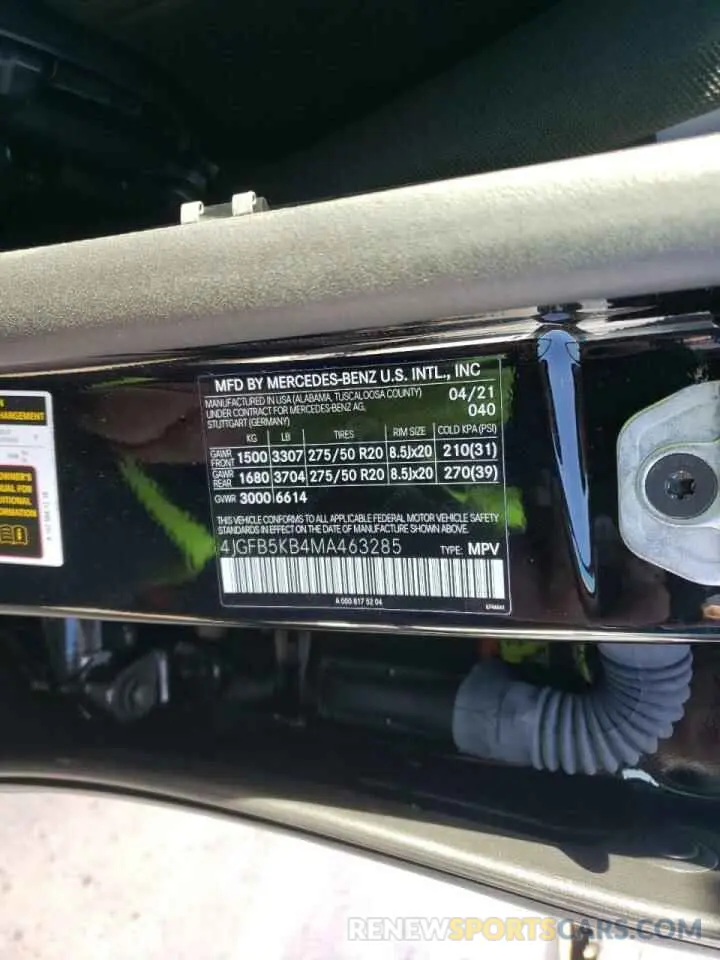 MFD BY MERCEDES-BENZ U.S. INTL., INC
MANUFACTURED IN USA (ALABAMA, TUSCALOOSA COUNTY)
UNDER CONTRACT FOR MERCEDES-BENZ AG,
STUTTGART (GERMANY)
04/21
040
KG LB TIRES RIM SIZE COLD KPA (PSI)
GAWR FRONT 1500 3307 275/50 R20 8.5Jx20 210(31)
GAWR REAR 1680 3704 275/50 R20 8.5Jx20 270(39)
GVWR 3000 6614
THIS VEHICLE CONFORMS TO ALL APPLICABLE FEDERAL MOTOR VEHICLE SAFETY
STANDARDS IN EFFECT ON THE DATE OF MANUFACTURE SHOWN ABOVE.
4JGFB5KB4MA463285 TYPE: MPV
A 000 817 52 04
HANGEMENT
OWNER'S
RENEWSPORTSCARS.COM